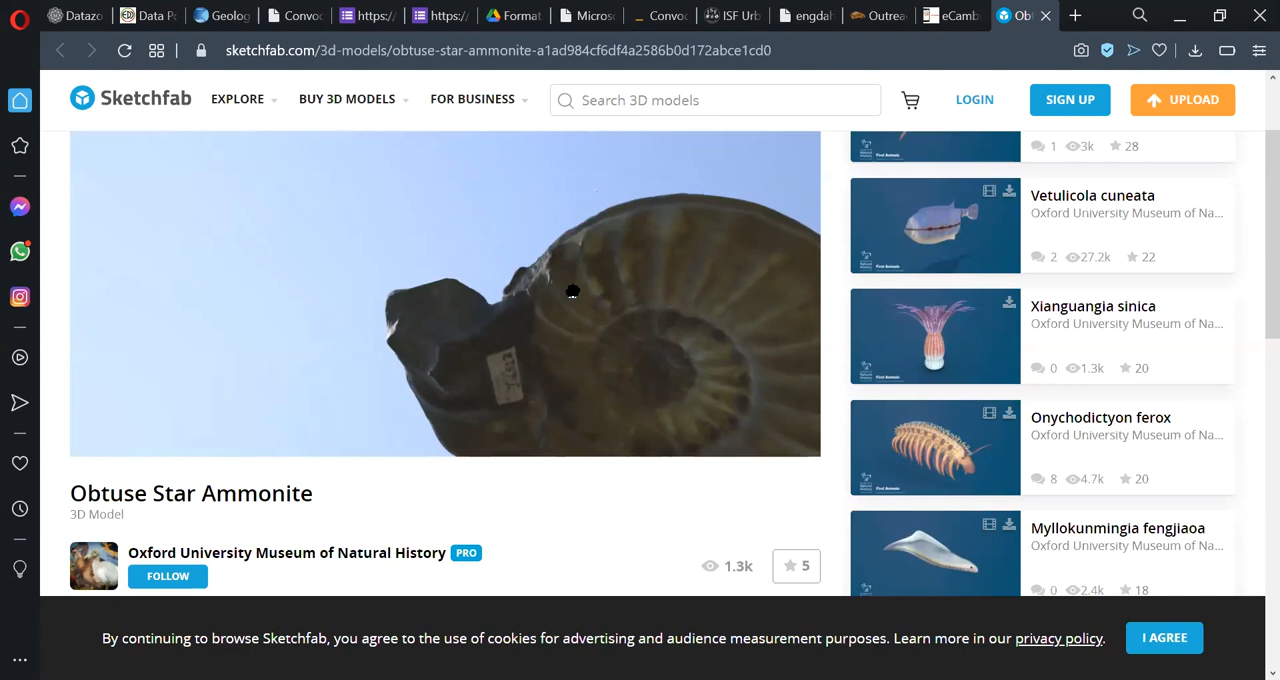 Datazo
Data Po
Geolog
Convoc
https:/
https:/
Format
Micros
Convoc
ISF Urb
engdah
Outrea
eCamb
Obt
sketchfab.com/3d-models/obtuse-star-ammonite-a1ad984cf6df4a2586b0d172abce1cd0
Sketchfab
EXPLORE
BUY 3D MODELS
FOR BUSINESS
Search 3D models
LOGIN
SIGN UP
UPLOAD
1 3k 28
Vetulicola cuneata
Oxford University Museum of Na...
2 27.2k 22
Xianguangia sinica
Oxford University Museum of Na...
0 1.3k 20
Onychodictyon ferox
Oxford University Museum of Na...
8 4.7k 20
Myllokunmingia fengjiaoa
Oxford University Museum of Na...
0 2.4k 18
Obtuse Star Ammonite
3D Model
Oxford University Museum of Natural History PRO
FOLLOW
1.3k
5
By continuing to browse Sketchfab, you agree to the use of cookies for advertising and audience measurement purposes. Learn more in our privacy policy.
I AGREE